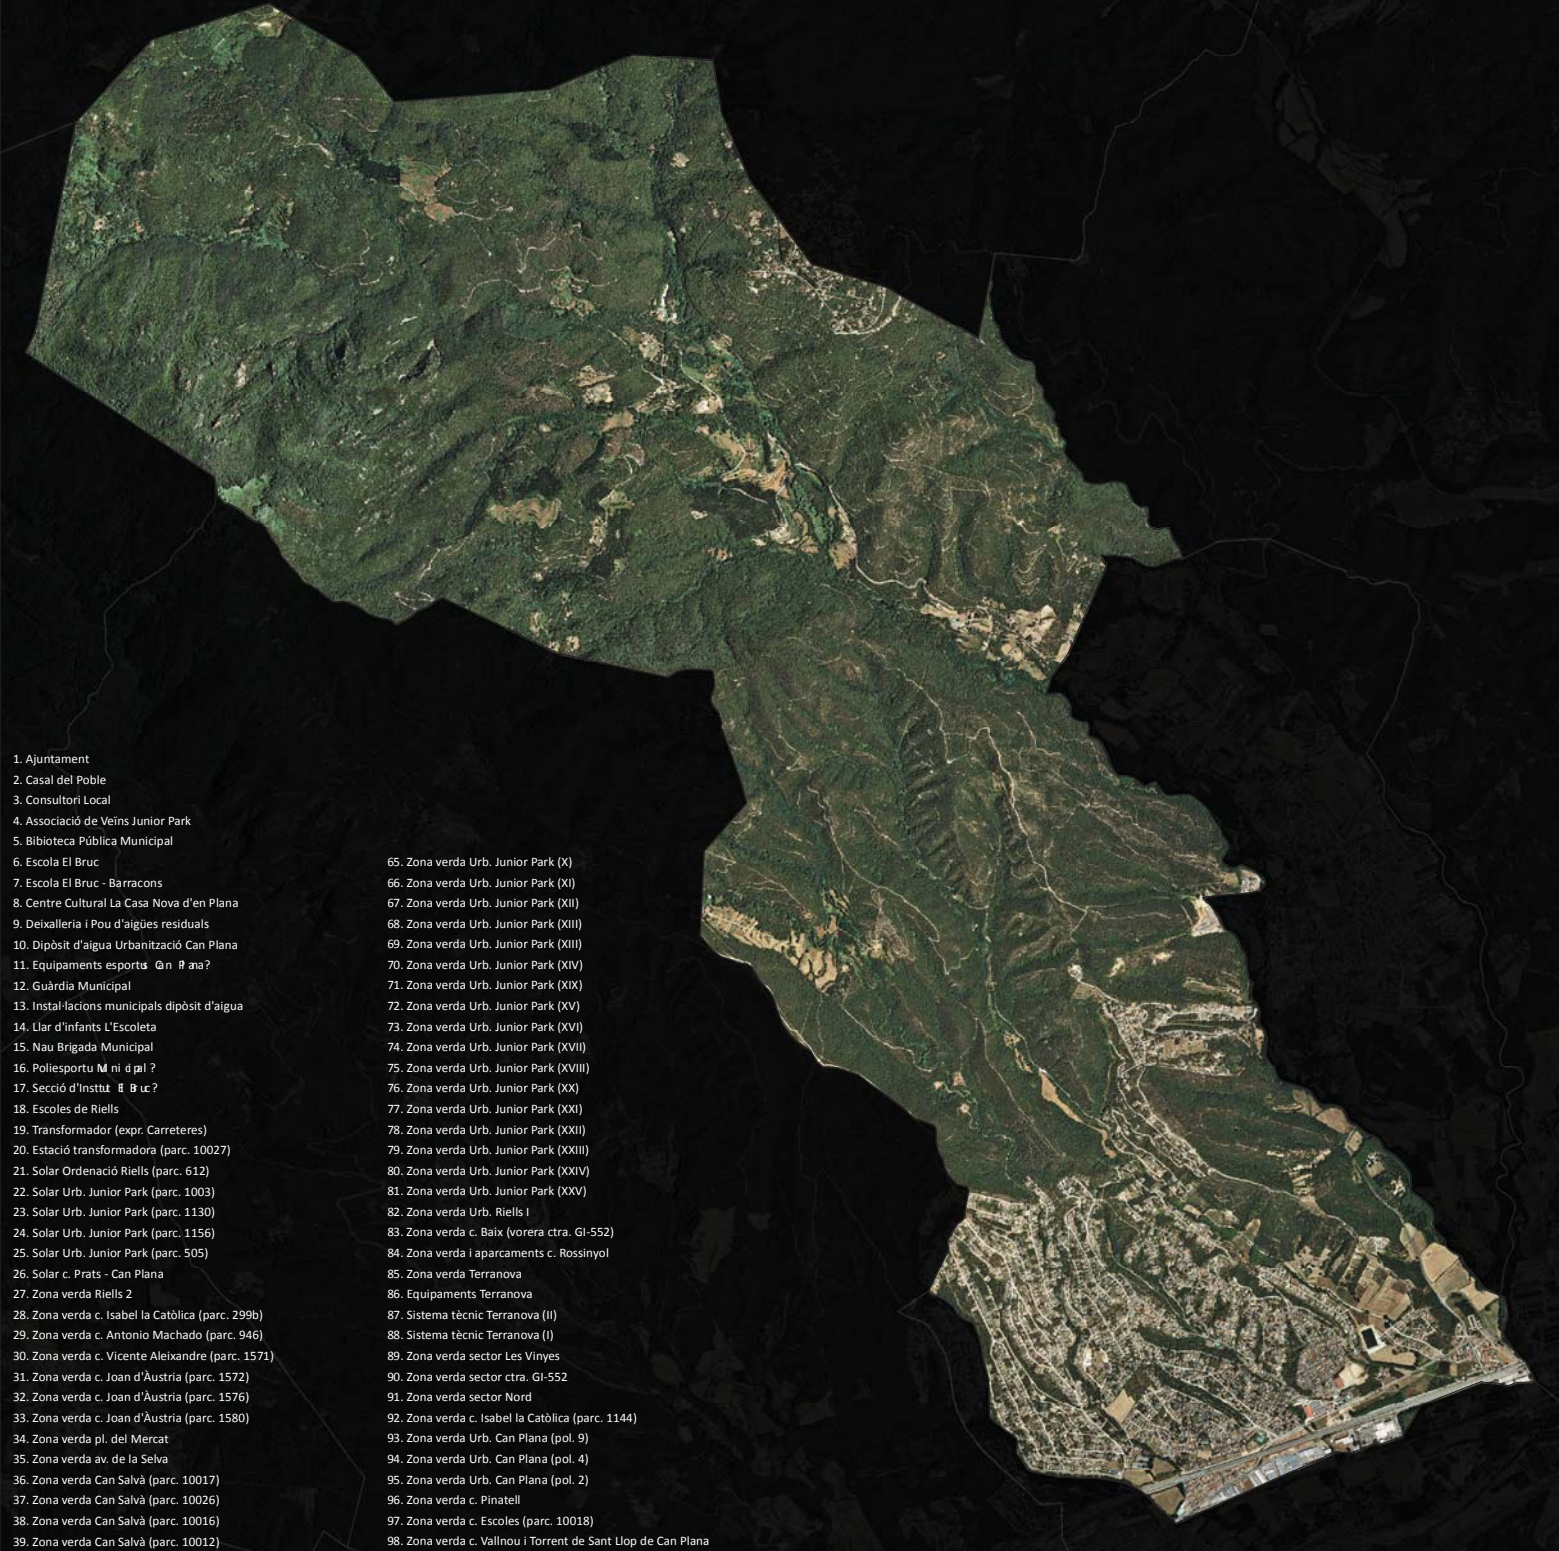 1. Ajuntament
2. Casal del Poble
3. Consultori Local
4. Associació de Veïns Junior Park
5. Bibioteca Pública Municipal
6. Escola El Bruc
7. Escola El Bruc - Barracons
8. Centre Cultural La Casa Nova d'en Plana
9. Deixalleria i Pou d'aigües residuals
10. Dipòsit d'aigua Urbanització Can Plana
11. Equipaments
12. Guàrdia Municipal
13. Instal·lacions municipals dipòsit d'aigua
14. Llar d'infants L'Escoleta
15. Nau Brigada Municipal
16. Poliesportu
17. Secció
18. Escoles de Riells
19. Transformador (expr. Carreteres)
20. Estació transformadora (parc. 10027)
21. Solar Ordenació Riells (parc. 612)
22. Solar Urb. Junior Park (parc. 1003)
23. Solar Urb. Junior Park (parc. 1130)
24. Solar Urb. Junior Park (parc. 1156)
25. Solar Urb. Junior Park (parc. 505)
26. Solar c. Prats - Can Plana
27. Zona verda Riells 2
28. Zona verda c. Isabel la Catòlica (parc. 299b)
29. Zona verda c. Antonio Machado (parc. 946)
30. Zona verda c. Vicente Aleixandre (parc. 1571)
31. Zona verda c. Joan d'Àustria (parc. 1572)
32. Zona verda c. Joan d'Àustria (parc. 1576)
33. Zona verda c. Joan d'Àustria (parc. 1580)
34. Zona verda pl. del Mercat
35. Zona verda av. de la Selva
36. Zona verda Can Salvà (parc. 10017)
37. Zona verda Can Salvà (parc. 10026)
38. Zona verda Can Salvà (parc. 10016)
39. Zona verda Can Salvà (parc. 10012)
65. Zona verda Urb. Junior Park (X)
66. Zona verda Urb. Junior Park (XI)
67. Zona verda Urb. Junior Park (XII)
68. Zona verda Urb. Junior Park (XIII)
69. Zona verda Urb. Junior Park (XIII)
70. Zona verda Urb. Junior Park (XIV)
71. Zona verda Urb. Junior Park (XIX)
72. Zona verda Urb. Junior Park (XV)
73. Zona verda Urb. Junior Park (XVI)
74. Zona verda Urb. Junior Park (XVII)
75. Zona verda Urb. Junior Park (XVIII)
76. Zona verda Urb. Junior Park (XX)
77. Zona verda Urb. Junior Park (XXI)
78. Zona verda Urb. Junior Park (XXII)
79. Zona verda Urb. Junior Park (XXIII)
80. Zona verda Urb. Junior Park (XXIV)
81. Zona verda Urb. Junior Park (XXV)
82. Zona verda Urb. Riells I
83. Zona verda c. Baix (vorera ctra. GI-552)
84. Zona verda i aparcaments c. Rossinyol
85. Zona verda Terranova
86. Equipaments Terranova
87. Sistema tècnic Terranova (II)
88. Sistema tècnic Terranova (I)
89. Zona verda sector Les Vinyes
90. Zona verda sector ctra. GI-552
91. Zona verda sector Nord
92. Zona verda c. Isabel la Catòlica (parc. 1144)
93. Zona verda Urb. Can Plana (pol. 9)
94. Zona verda Urb. Can Plana (pol. 4)
95. Zona verda Urb. Can Plana (pol. 2)
96. Zona verda c. Pinatell
97. Zona verda c. Escoles (parc. 10018)
98. Zona verda c. Vallnou i Torrent de Sant Llop de Can Plana